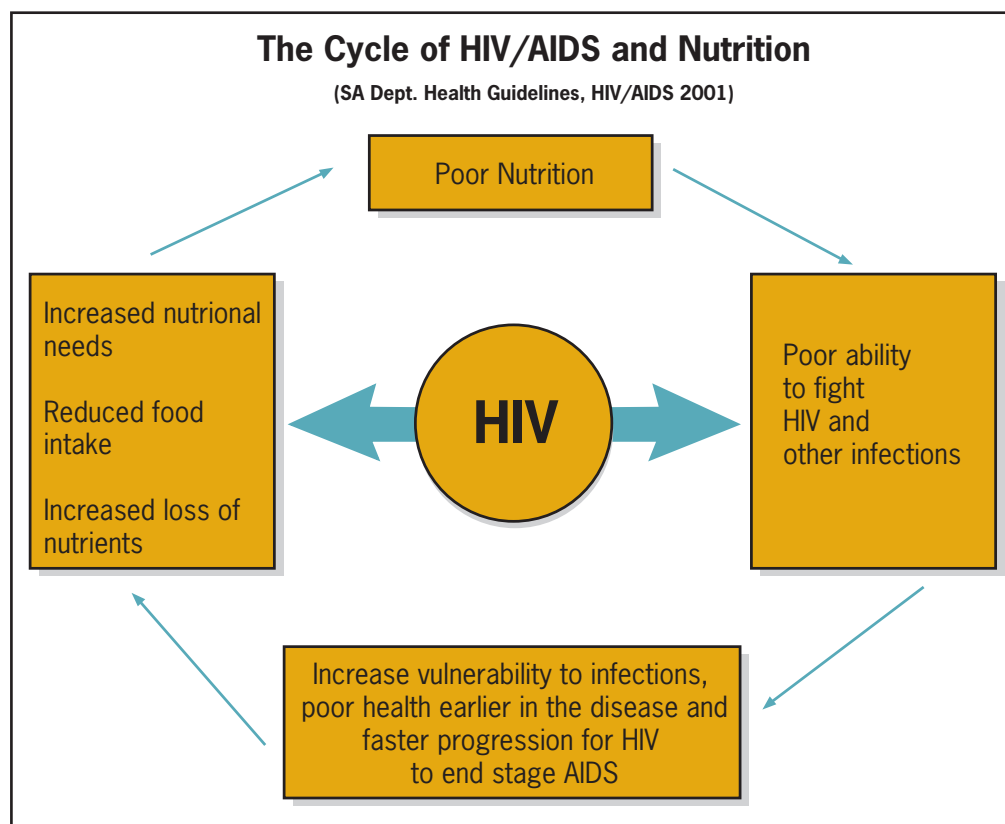 The Cycle of HIV/AIDS and Nutrition
(SA Dept. Health Guidelines, HIV/AIDS 2001)
Poor Nutrition
Increased nutrional
needs
Reduced food
intake
Increased loss of
nutrients
HIV
Poor ability
to fight
HIV and
other infections
Increase vulnerability to infections,
poor health earlier in the disease and
faster progression for HIV
to end stage AIDS